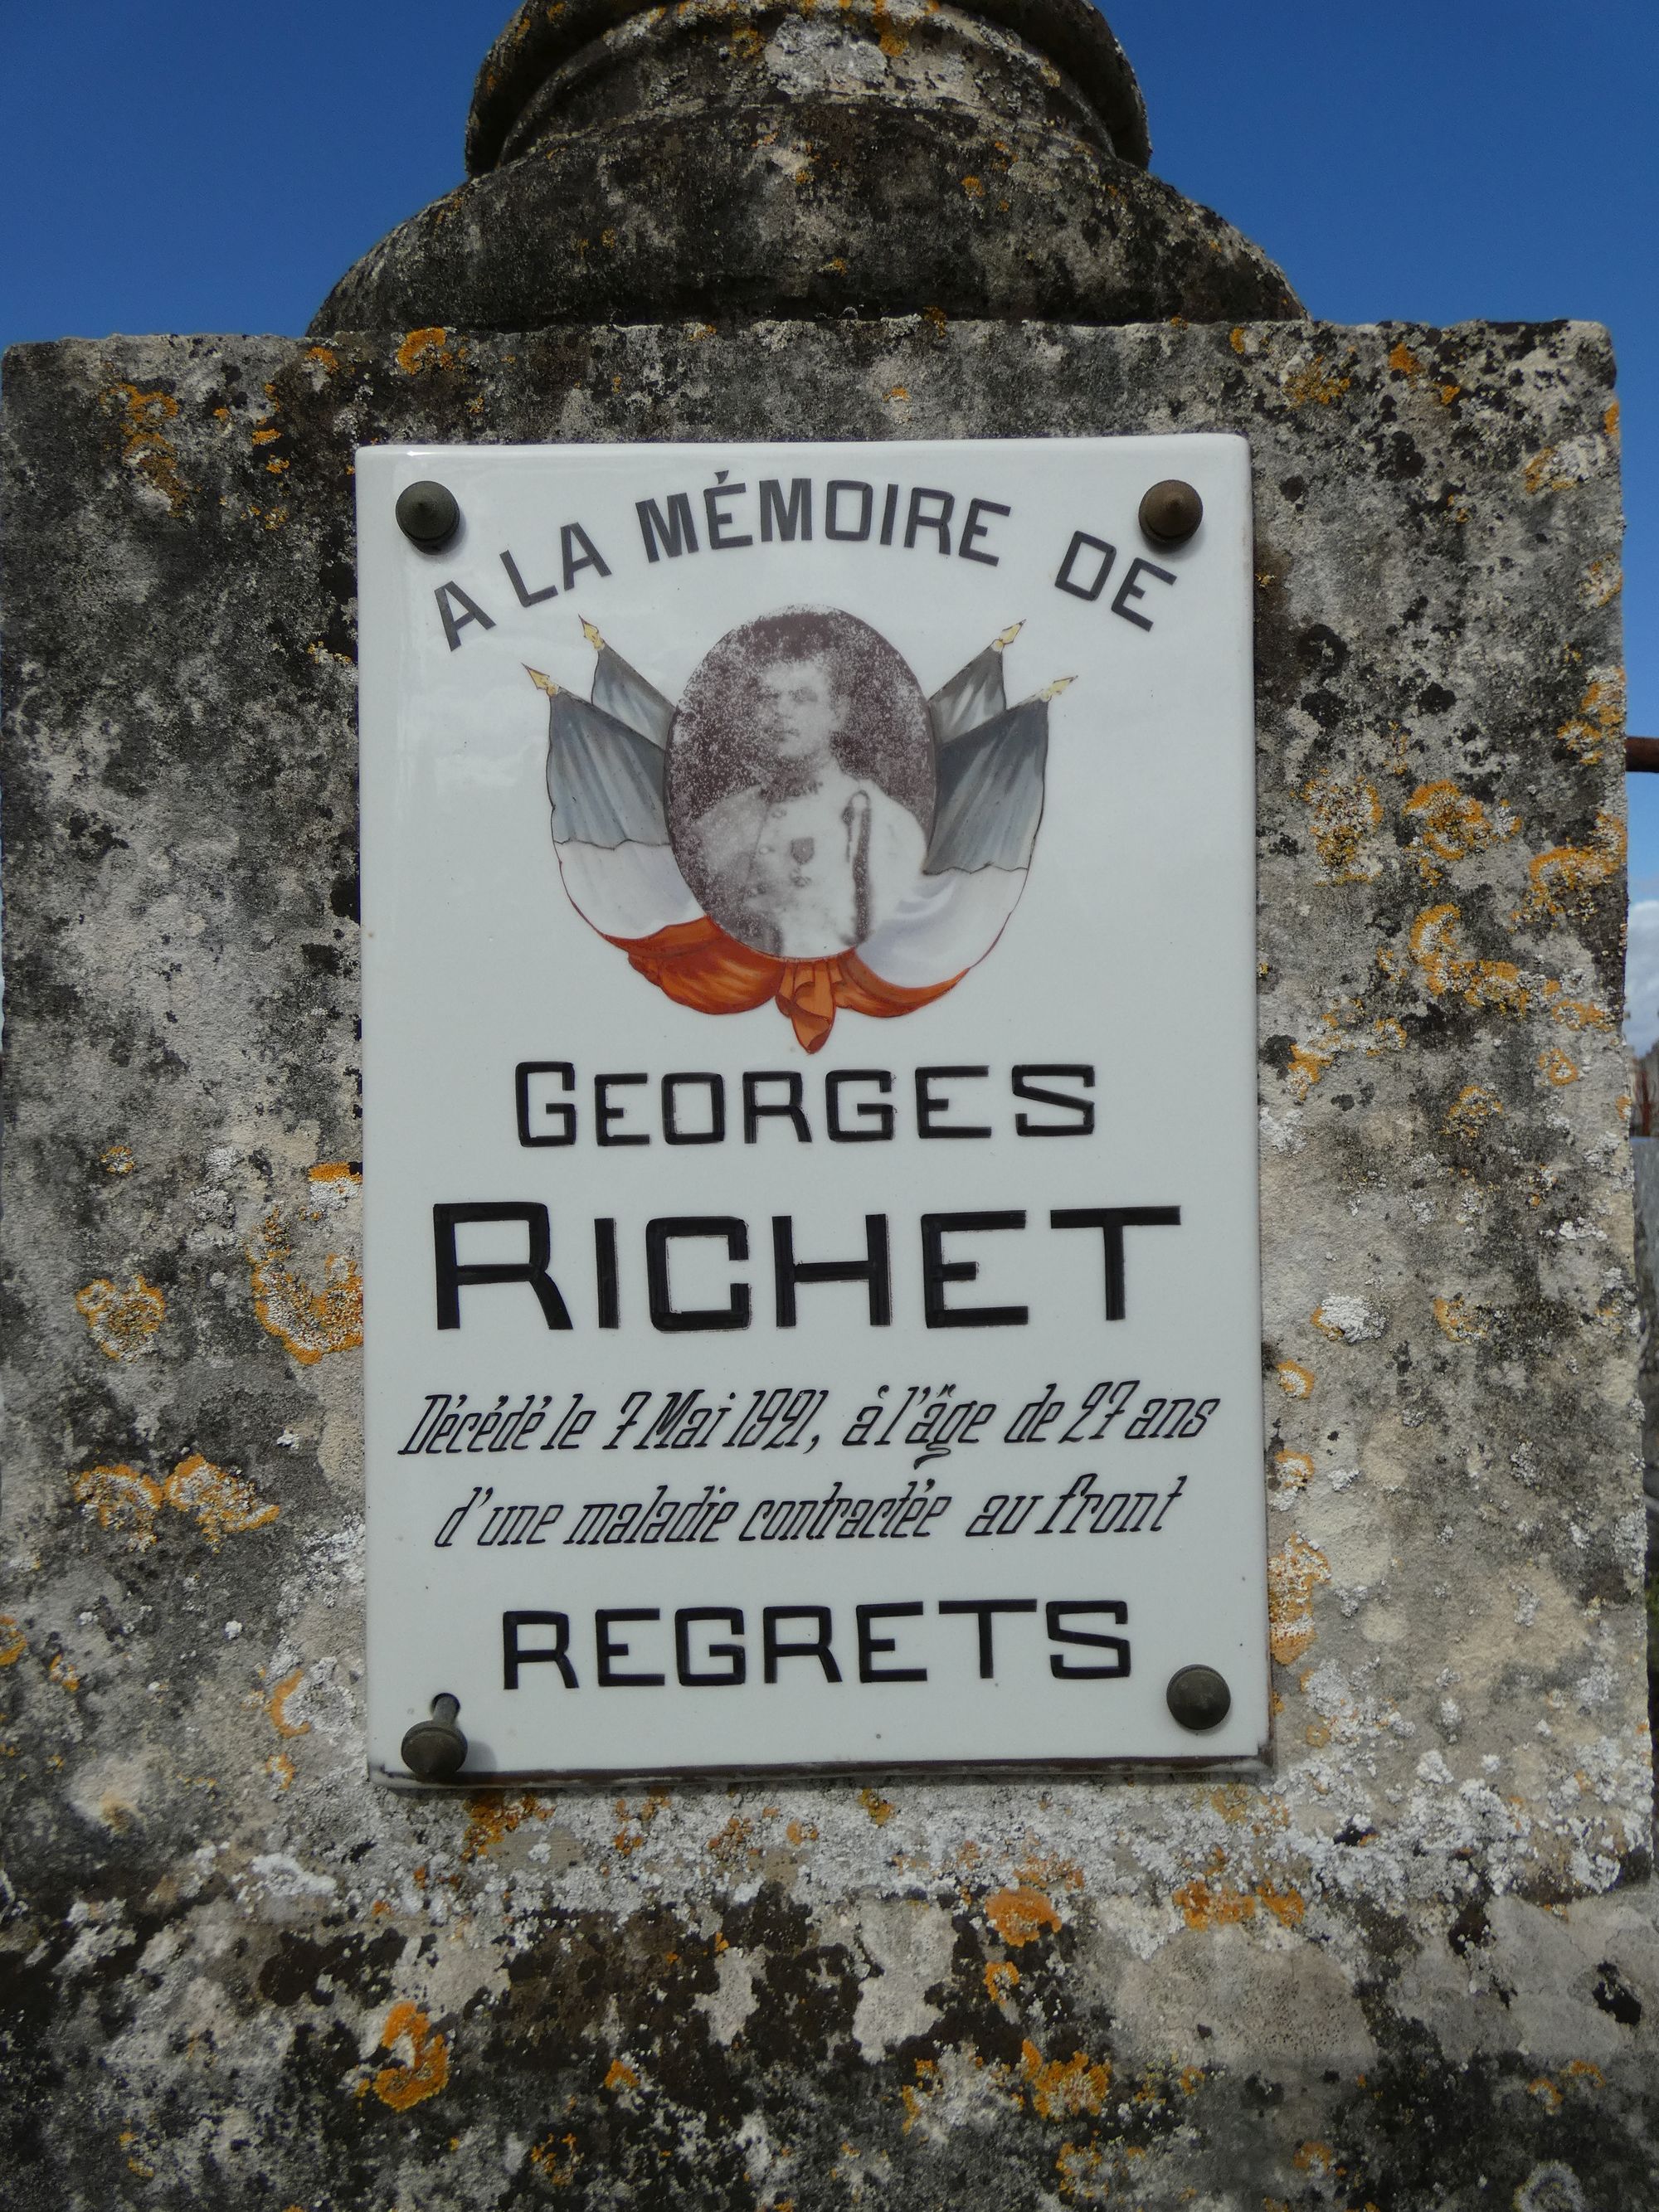 A LA MÉMOIRE DE
GEORGES
RICHET
Décédé le 7 Mai 1921, à l'âge de 27 ans
d'une maladie contractée au front
REGRETS